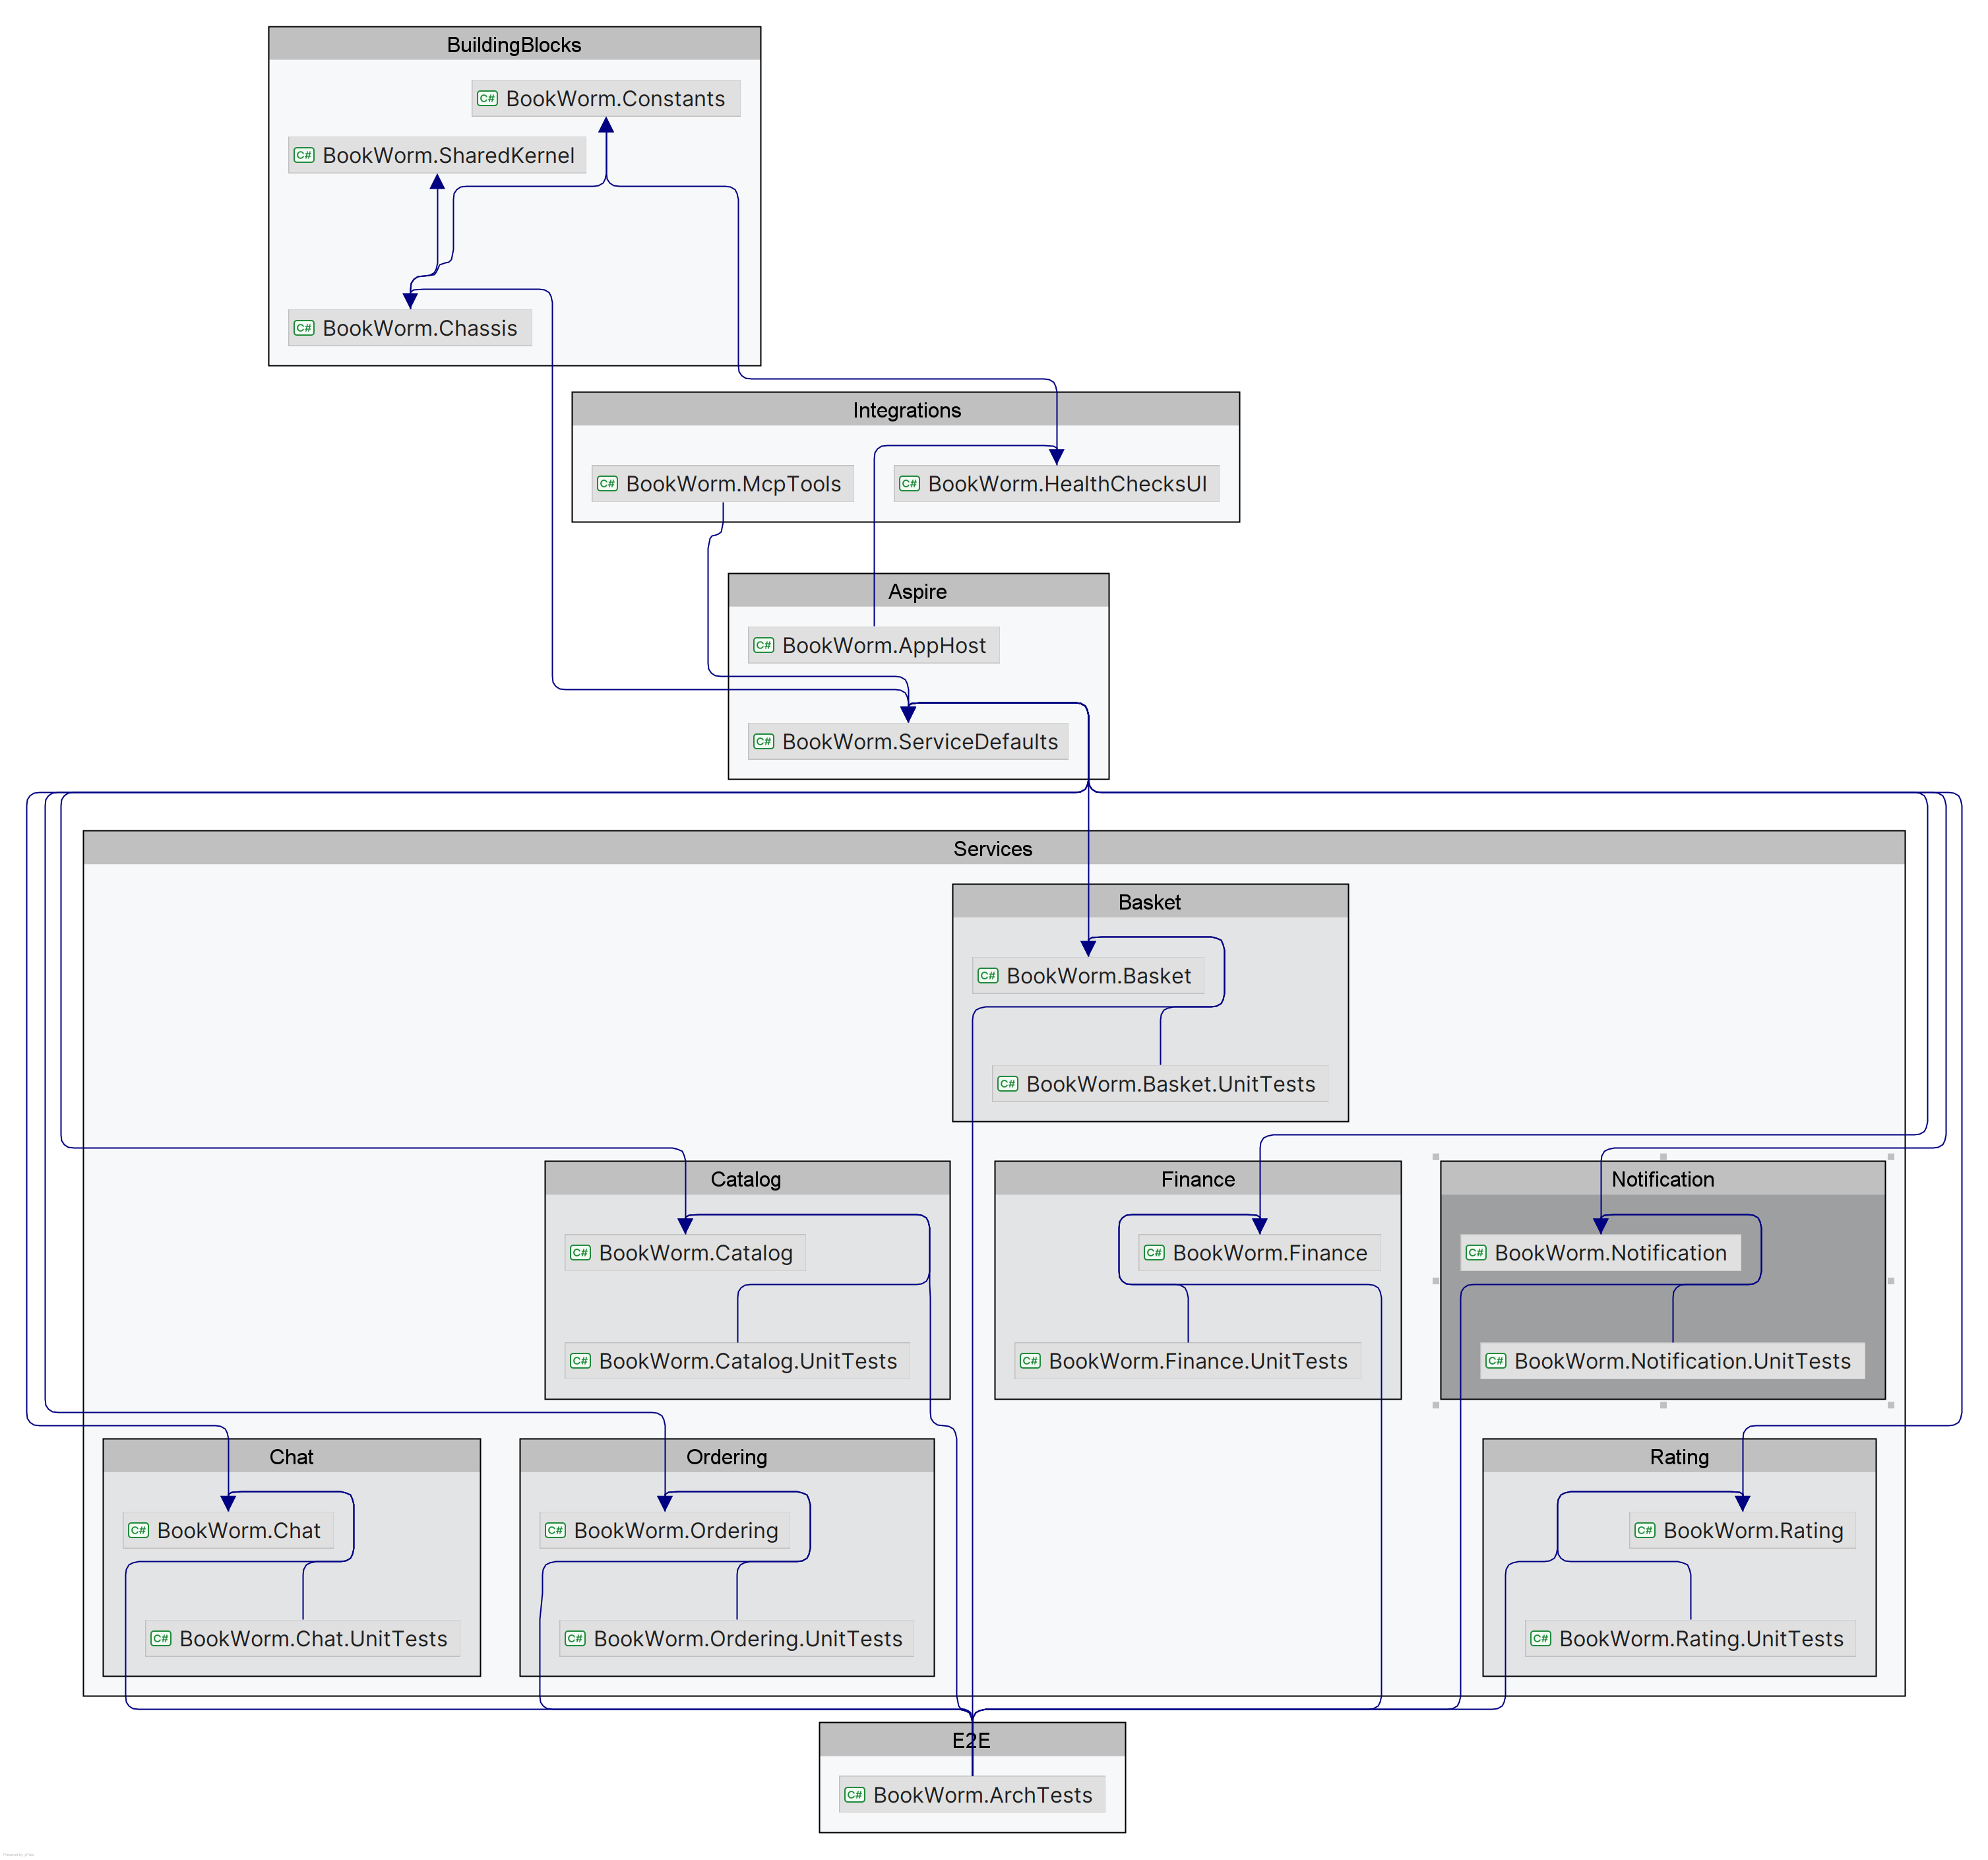 BuildingBlocks
C# BookWorm.Constants
C# BookWorm.SharedKernel
C# BookWorm.Chassis
Integrations
C# BookWorm.McpTools
C# BookWorm.HealthChecksUI
Aspire
C# BookWorm.AppHost
C# BookWorm.ServiceDefaults
Services
Basket
C# BookWorm.Basket
C# BookWorm.Basket.UnitTests
Catalog
C# BookWorm.Catalog
C# BookWorm.Catalog.UnitTests
Finance
C# BookWorm.Finance
C# BookWorm.Finance.UnitTests
Notification
C# BookWorm.Notification
C# BookWorm.Notification.UnitTests
Chat
C# BookWorm.Chat
C# BookWorm.Chat.UnitTests
Ordering
C# BookWorm.Ordering
C# BookWorm.Ordering.UnitTests
Rating
C# BookWorm.Rating
C# BookWorm.Rating.UnitTests
E2E
C# BookWorm.ArchTests